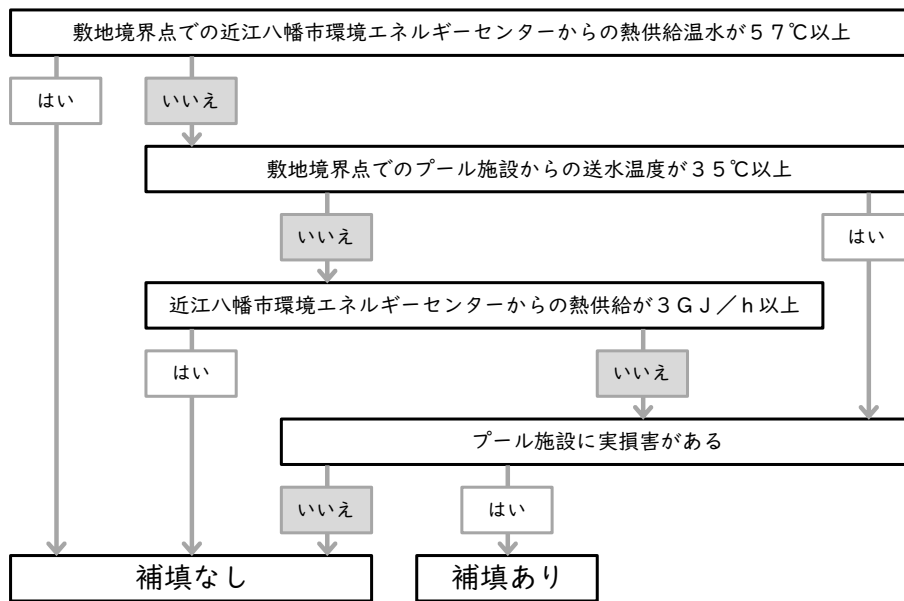 敷地境界点での近江八幡市環境エネルギーセンターからの熱供給温水が５７℃以上
はい
いいえ
敷地境界点でのプール施設からの送水温度が３５℃以上
いいえ
はい
近江八幡市環境エネルギーセンターからの熱供給が３ＧＪ／ｈ以上
はい
いいえ
プール施設に実損害がある
いいえ
はい
補填なし
補填あり